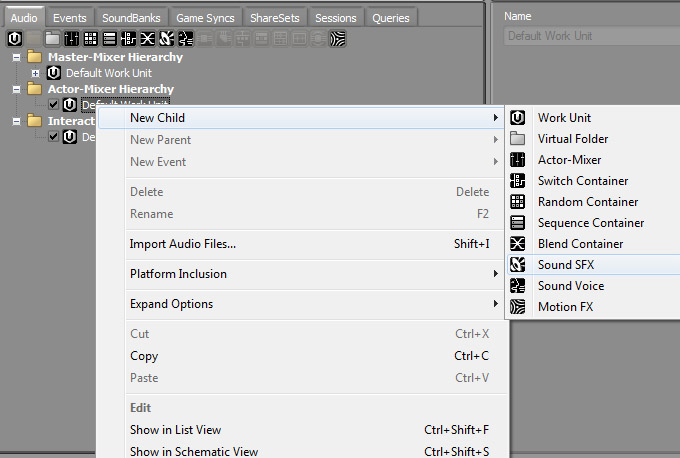 Audio Events SoundBanks Game Syncs ShareSets Sessions Queries
Name
Default Work Unit
Master-Mixer Hierarchy
Default Work Unit
Actor-Mixer Hierarchy
Default Work Unit
Interact
De
New Child
New Parent
New Event
Delete Delete
Rename F2
Import Audio Files... Shift+I
Platform Inclusion
Expand Options
Cut Ctrl+X
Copy Ctrl+C
Paste Ctrl+V
Edit
Show in List View Ctrl+Shift+F
Show in Schematic View Ctrl+Shift+S
Work Unit
Virtual Folder
Actor-Mixer
Switch Container
Random Container
Sequence Container
Blend Container
Sound SFX
Sound Voice
Motion FX